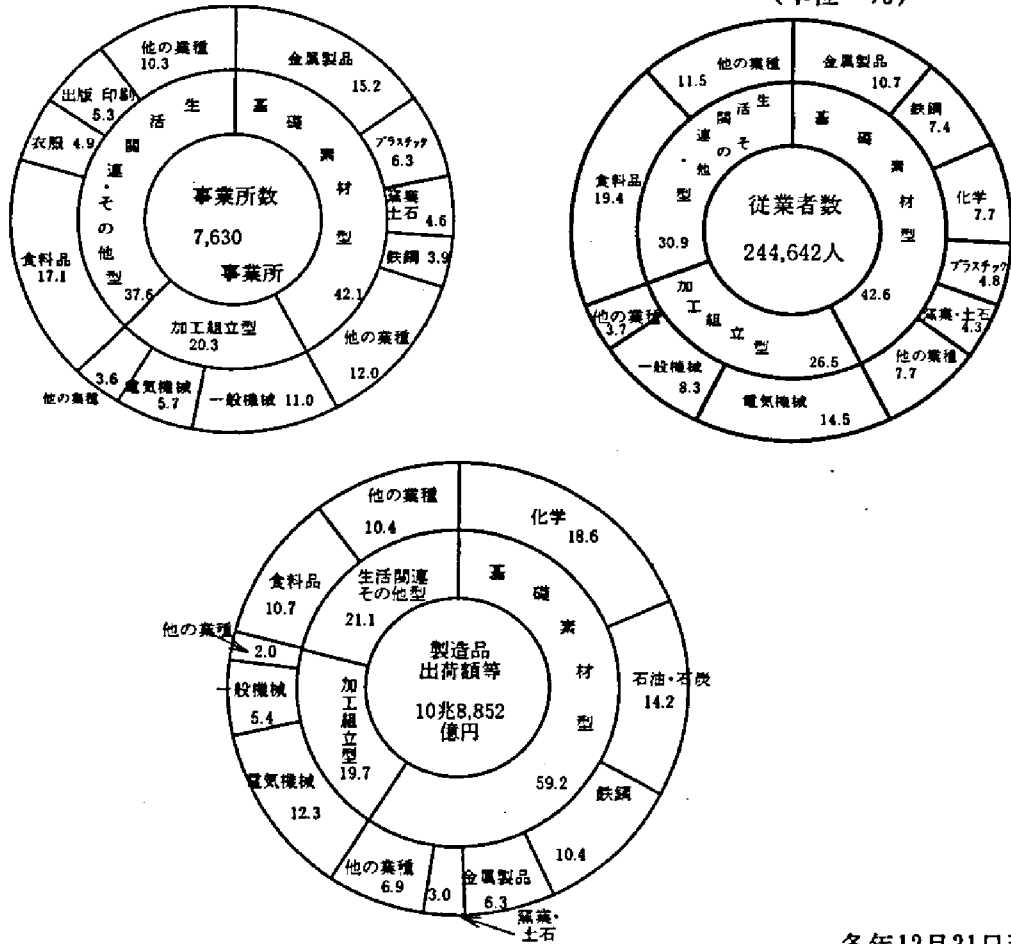 他の業種
10.3
金属製品
15.2
プラスチック
6.3
窯業
土石
4.6
鉄鋼 3.9
他の業種
12.0
一般機械 11.0
電気機械
5.7
3.6
他の業種
食料品
17.1
衣服 4.9
出版 印刷
5.3
基礎素材型
42.1
加工組立型
20.3
生活関連・その他型
37.6
事業所数
7,630
事業所
他の業種
11.5
金属製品
10.7
鉄鋼
7.4
化学
7.7
プラスチック
4.8
窯業・土石
4.3
他の業種
7.7
電気機械
14.5
一般機械
8.3
他の業種
3.7
食料品
19.4
基礎素材型
42.6
加工組立型
26.5
生活関連・その他型
30.9
従業者数
244,642人
他の業種
10.4
化学
18.6
石油・石炭
14.2
鉄鋼
10.4
金属製品
6.3
3.0
窯業・
土石
他の業種
6.9
電気機械
12.3
一般機械
5.4
他の業種
2.0
食料品
10.7
基礎素材型
59.2
加工組立型
19.7
生活関連
その他型
21.1
製造品
出荷額等
10兆8,852
億円